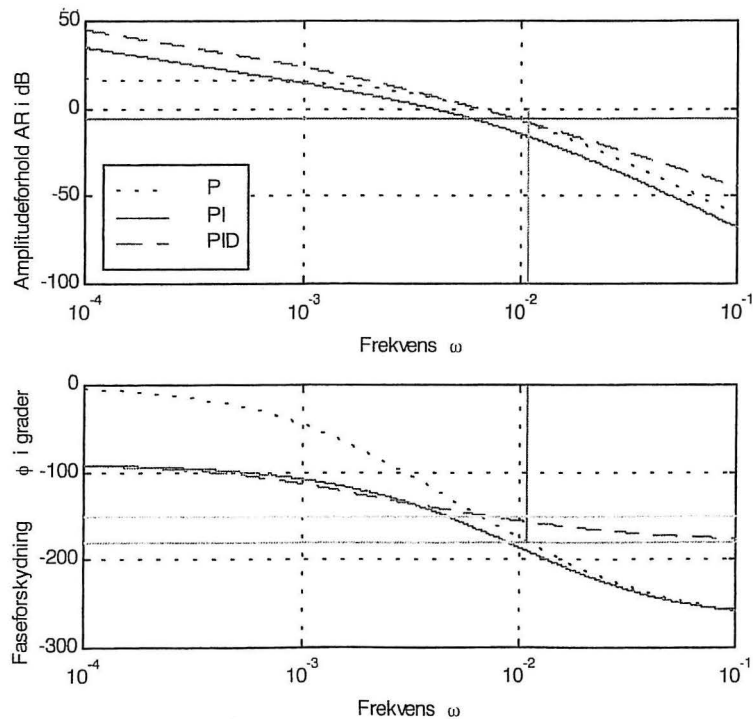 50
0
-50
-100
Amplitudeforhold AR i dB
P
PI
PID
10-4
10-3
10-2
10-1
Frekvens ω
0
-100
-200
-300
Faseforskydning ϕ i grader
10-4
10-3
10-2
10-1
Frekvens ω